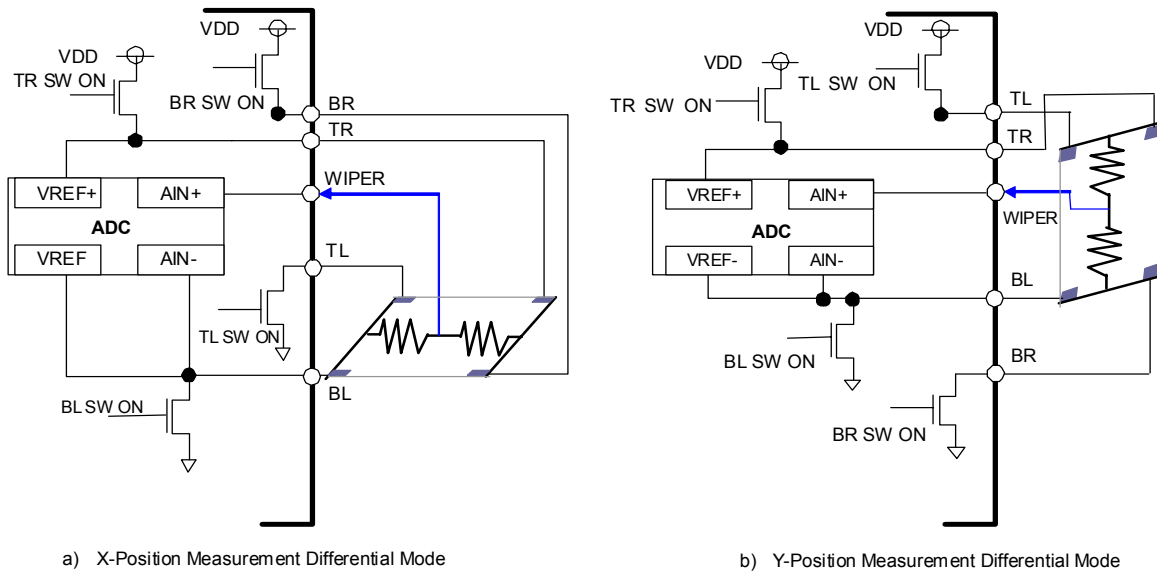 VDD
VDD
TR SW ON
BR SW ON
BR
TR
VREF+
AIN+
WIPER
ADC
VREF
AIN-
TL
TL SW ON
BL
BL SW ON
a) X-Position Measurement Differential Mode
VDD
VDD
TL SW ON
TR SW ON
TL
TR
VREF+
AIN+
WIPER
ADC
VREF-
AIN-
BL
BL SW ON
BR
BR SW ON
b) Y-Position Measurement Differential Mode